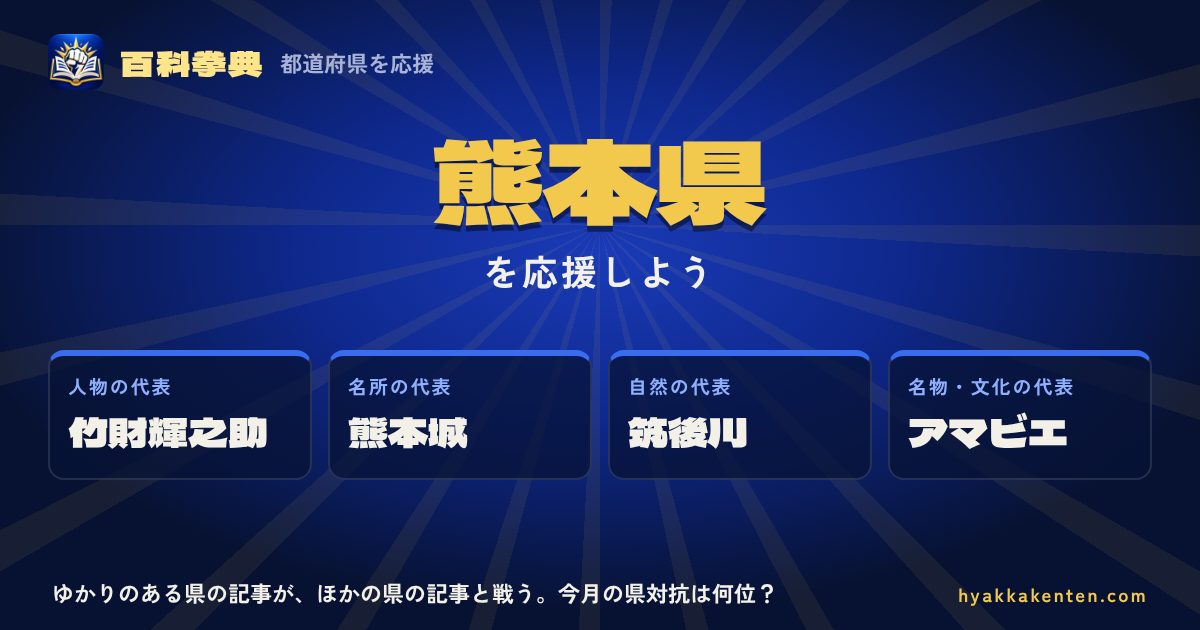 百科拳典 都道府県を応援
熊本県
を応援しよう
人物の代表
竹財輝之助
名所の代表
熊本城
自然の代表
筑後川
名物・文化の代表
アマビエ
ゆかりのある県の記事が、ほかの県の記事と戦う。今月の県対抗は何位？
hyakkakenten.com